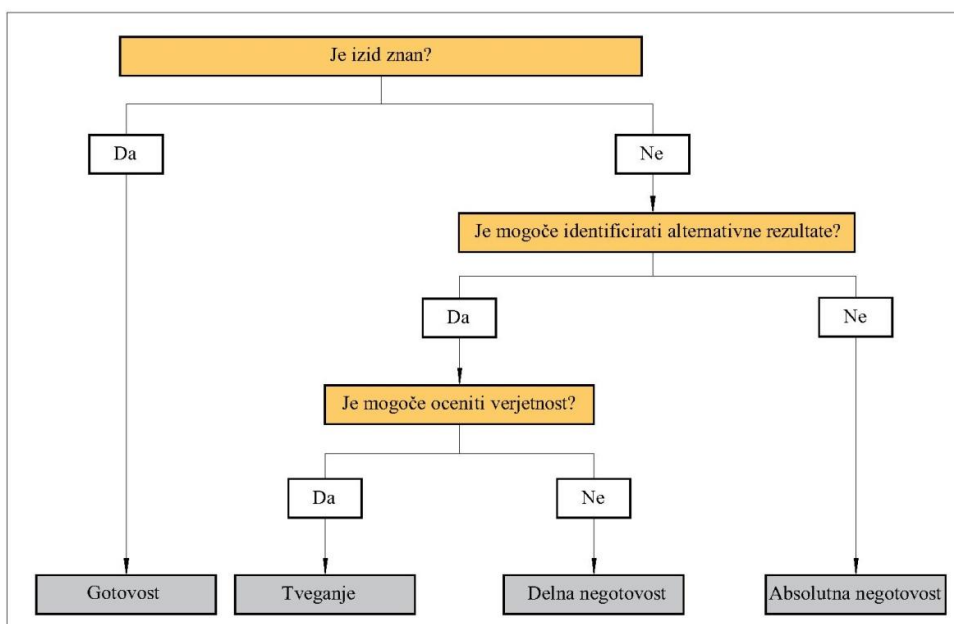 Je izid znan?
Da
Ne
Je mogoče identificirati alternativne rezultate?
Da
Ne
Je mogoče oceniti verjetnost?
Da
Ne
Gotovost
Tveganje
Delna negotovost
Absolutna negotovost